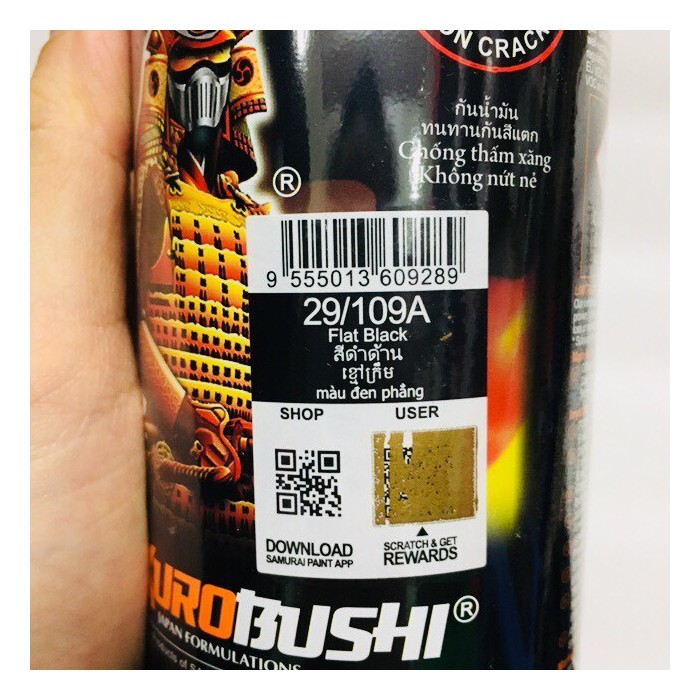 ON CRACK
กันน้ำมัน
ทนทานกันสีแตก
Chống thấm xăng
Không nứt nẻ
®
9 555013 609289
29/109A
Flat Black
สีดำด้าน
ខ្មៅក្រឹម
màu đen phẳng
SHOP USER
DOWNLOAD
SAMURAI PAINT APP
SCRATCH & GET
REWARDS
KUROBUSHI®
JAPAN FORMULATIONS